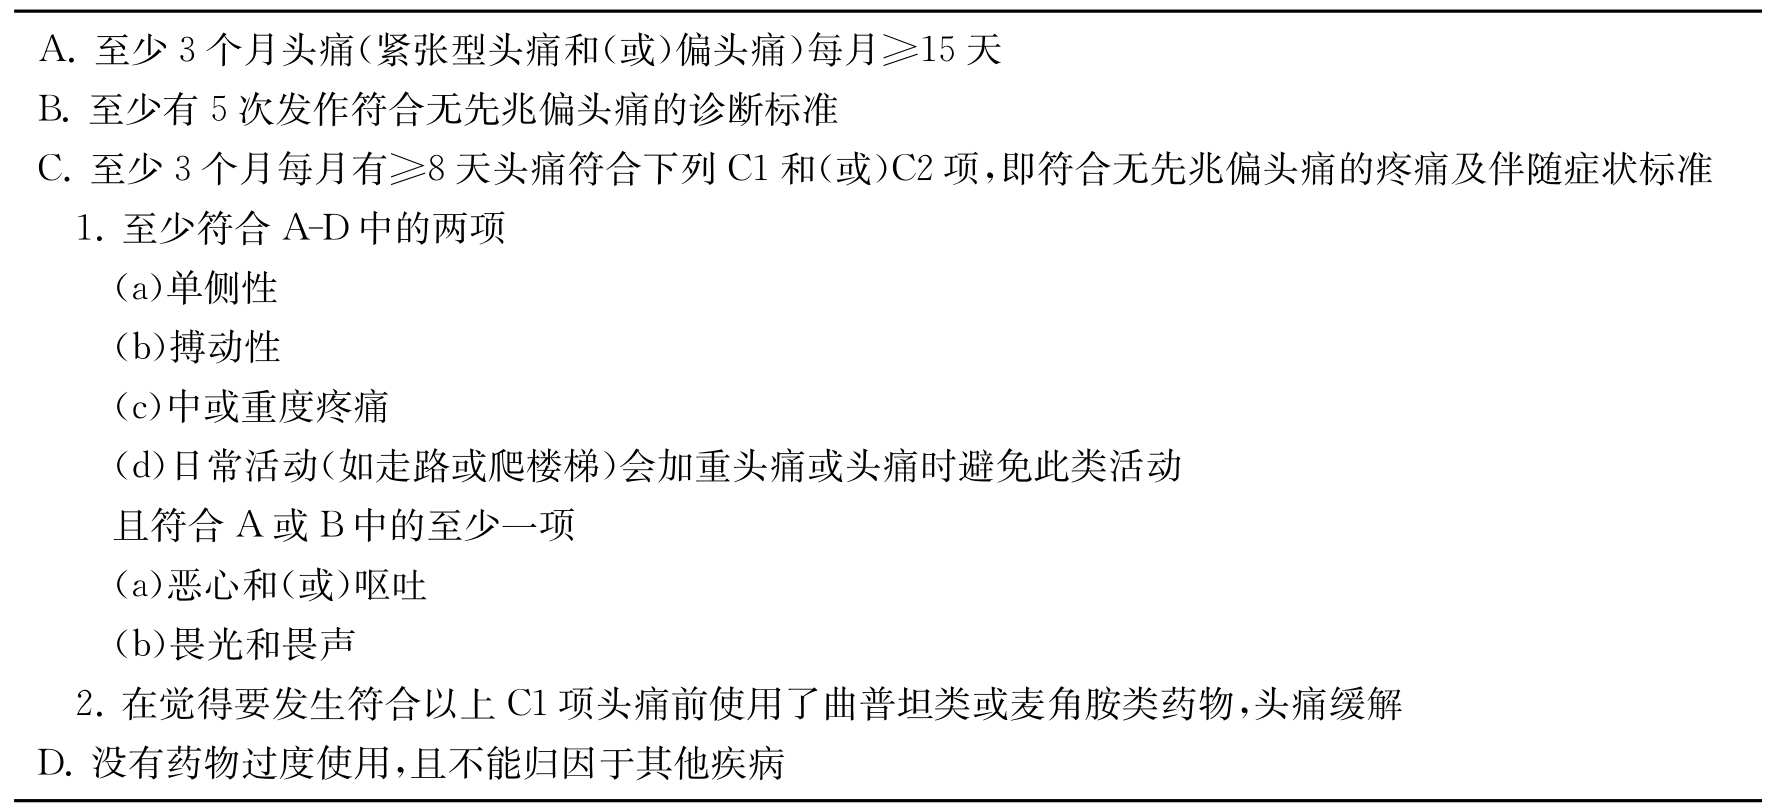 A. 至少 3 个月头痛(紧张型头痛和(或)偏头痛)每月≥15 天
B. 至少有 5 次发作符合无先兆偏头痛的诊断标准
C. 至少 3 个月每月有≥8 天头痛符合下列 C1 和(或)C2 项,即符合无先兆偏头痛的疼痛及伴随症状标准
1. 至少符合 A-D 中的两项
(a)单侧性
(b)搏动性
(c)中或重度疼痛
(d)日常活动(如走路或爬楼梯)会加重头痛或头痛时避免此类活动
且符合 A 或 B 中的至少一项
(a)恶心和(或)呕吐
(b)畏光和畏声
2. 在觉得要发生符合以上 C1 项头痛前使用了曲普坦类或麦角胺类药物,头痛缓解
D. 没有药物过度使用,且不能归因于其他疾病